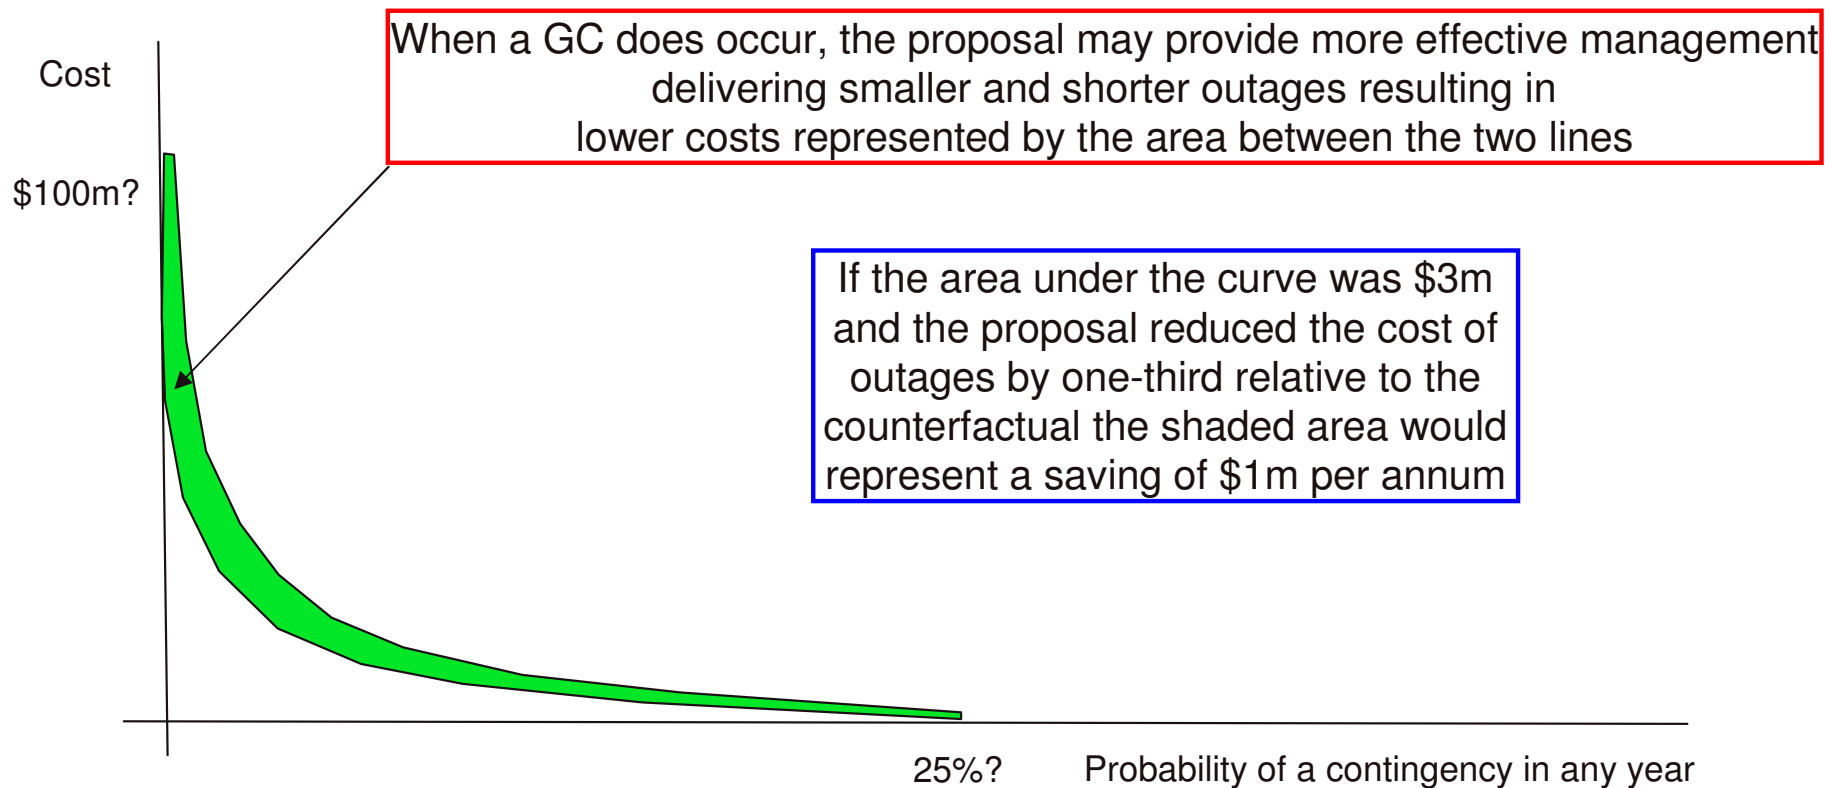 When a GC does occur, the proposal may provide more effective management
delivering smaller and shorter outages resulting in
lower costs represented by the area between the two lines
Cost
$100m?
If the area under the curve was $3m
and the proposal reduced the cost of
outages by one-third relative to the
counterfactual the shaded area would
represent a saving of $1m per annum
25%?
Probability of a contingency in any year